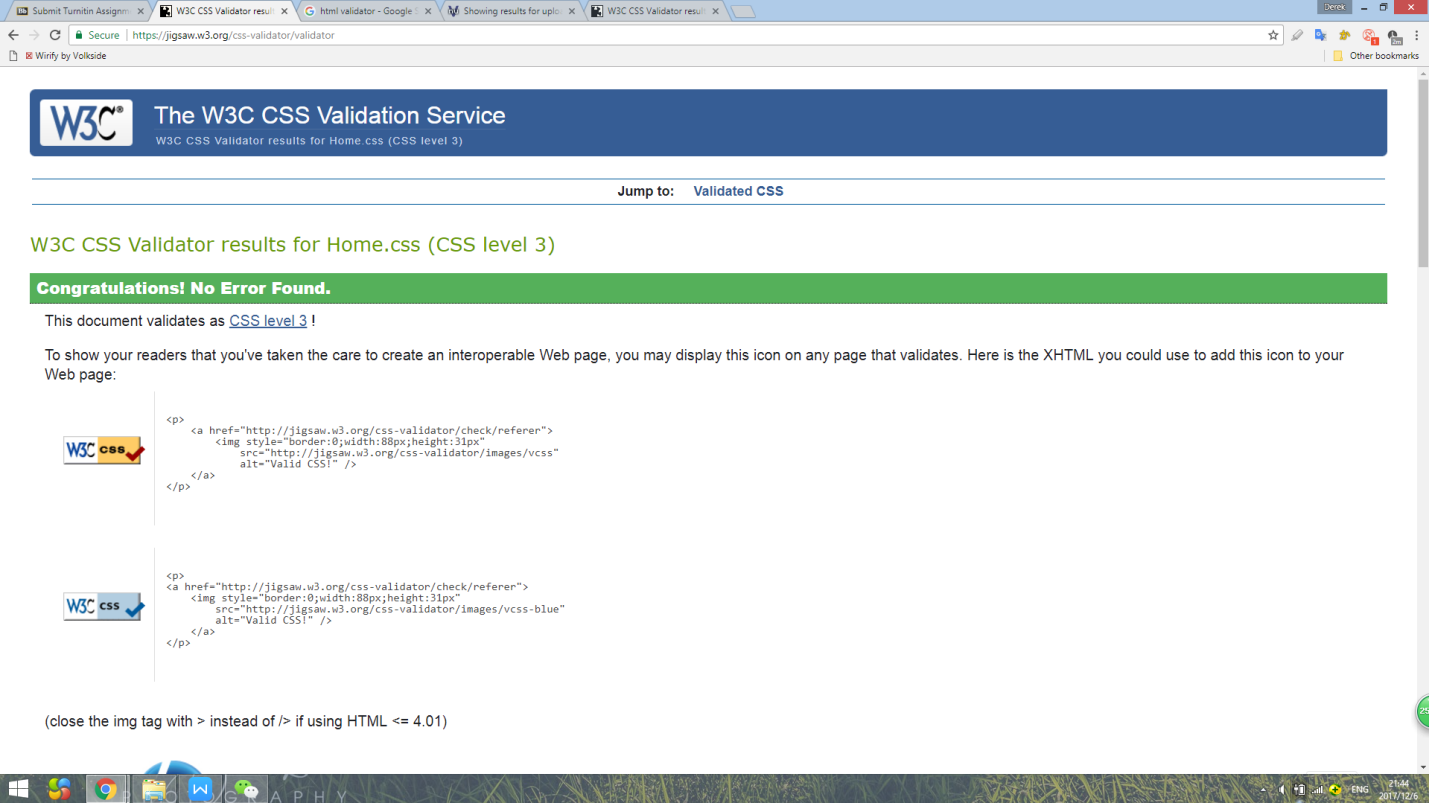 Submit Turnitin Assignm
W3C CSS Validator result
html validator - Google S
Showing results for uplo
W3C CSS Validator result
Derek
Secure
https://jigsaw.w3.org/css-validator/validator
Wirify by Volkside
Other bookmarks
W3C®
The W3C CSS Validation Service
W3C CSS Validator results for Home.css (CSS level 3)
Jump to: Validated CSS
W3C CSS Validator results for Home.css (CSS level 3)
Congratulations! No Error Found.
This document validates as CSS level 3 !
To show your readers that you've taken the care to create an interoperable Web page, you may display this icon on any page that validates. Here is the XHTML you could use to add this icon to your
Web page:
<p>
<a href="http://jigsaw.w3.org/css-validator/check/referer">
<img style="border:0;width:88px;height:31px"
src="http://jigsaw.w3.org/css-validator/images/vcss"
alt="Valid CSS!" />
</a>
</p>
W3C css
<p>
<a href="http://jigsaw.w3.org/css-validator/check/referer">
<img style="border:0;width:88px;height:31px"
src="http://jigsaw.w3.org/css-validator/images/vcss-blue"
alt="Valid CSS!" />
</a>
</p>
W3C css
(close the img tag with > instead of /> if using HTML <= 4.01)
ENG
21:44
2017/12/6